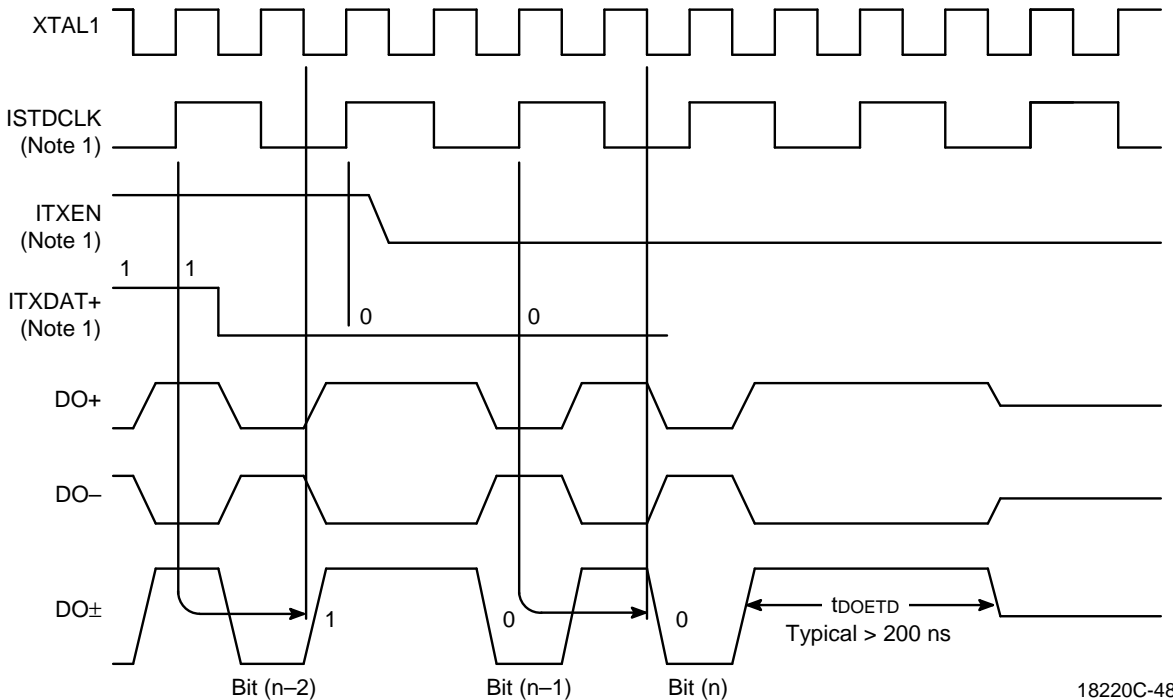 XTAL1
ISTDCLK
(Note 1)
ITXEN
(Note 1)
1 1
ITXDAT+
(Note 1)
0 0
DO+
DO–
DO±
1 0 0
tDOETD
Typical > 200 ns
Bit (n–2) Bit (n–1) Bit (n)
18220C-48